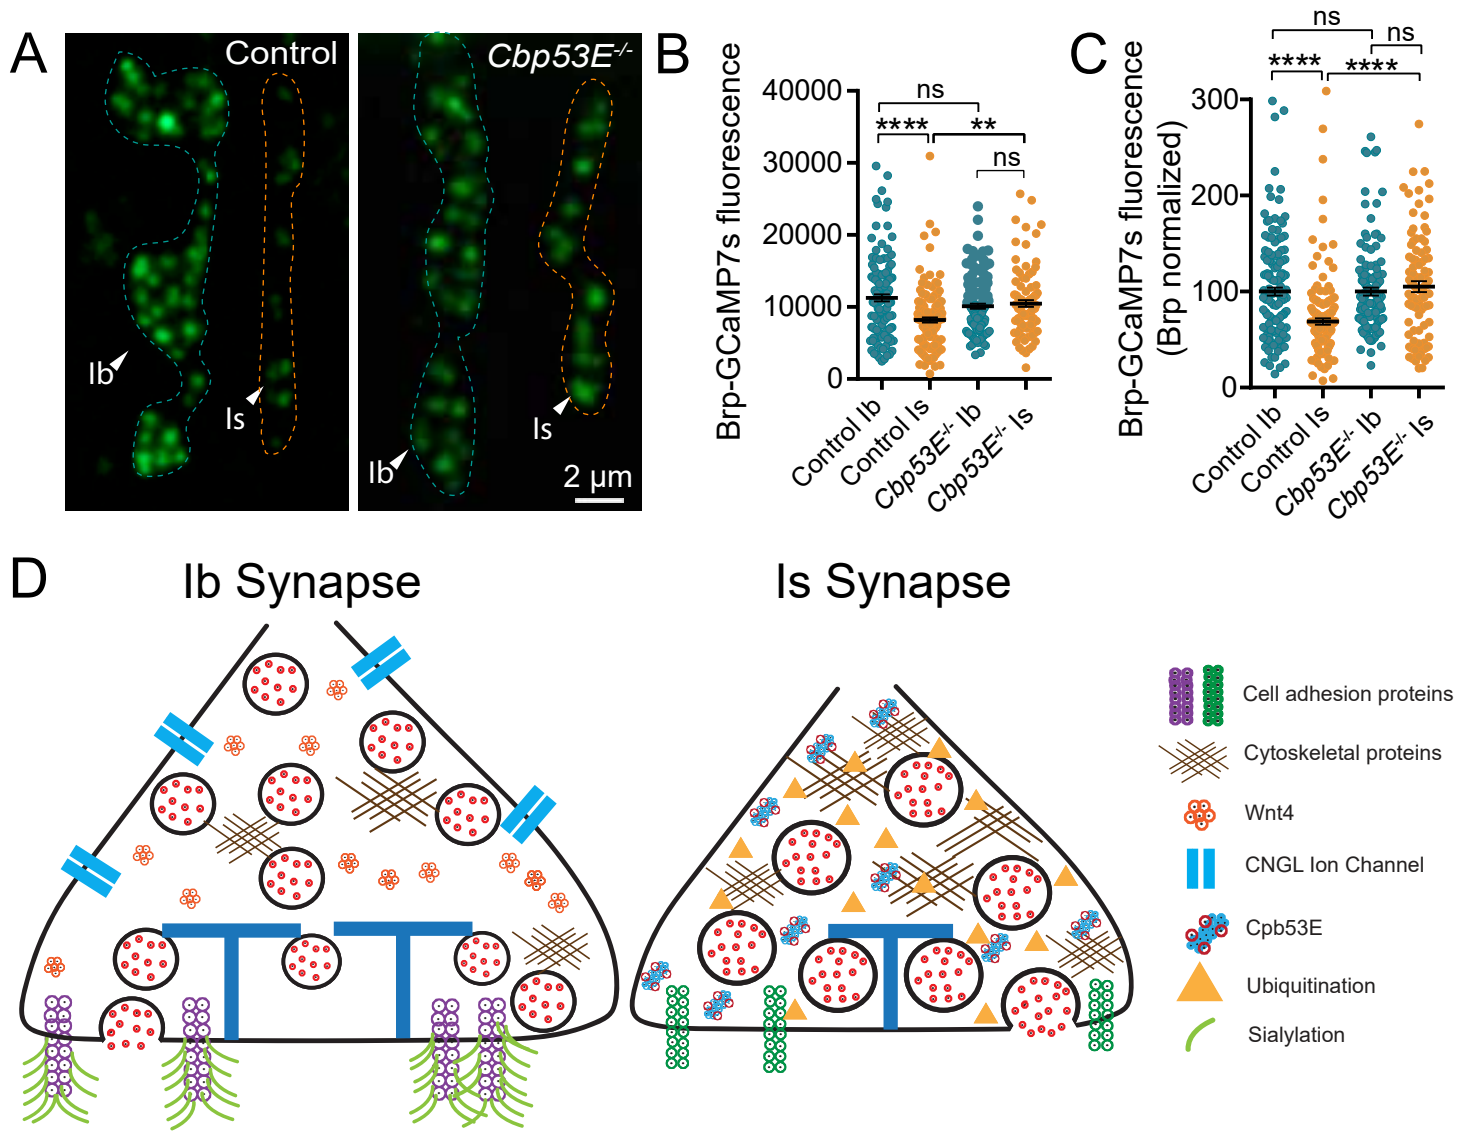 A
Control
Ib
Is
Cbp53E-/-
Ib
Is
2 μm
B
Brp-GCaMP7s fluorescence
40000
30000
20000
10000
0
ns
****
**
ns
Control Ib
Control Is
Cbp53E-/- Ib
Cbp53E-/- Is
C
Brp-GCaMP7s fluorescence
(Brp normalized)
300
200
100
0
ns
ns
****
****
Control Ib
Control Is
Cbp53E-/- Ib
Cbp53E-/- Is
D
Ib Synapse
Is Synapse
Cell adhesion proteins
Cytoskeletal proteins
Wnt4
CNGL Ion Channel
Cpb53E
Ubiquitination
Sialylation